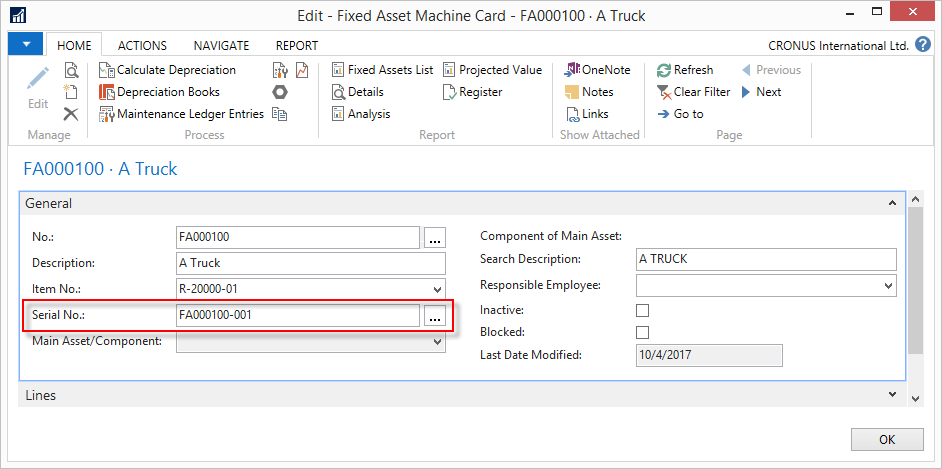 Edit - Fixed Asset Machine Card - FA000100 · A Truck
HOME ACTIONS NAVIGATE REPORT CRONUS International Ltd.
Calculate Depreciation Fixed Assets List Projected Value OneNote Refresh Previous
Edit Depreciation Books Details Register Notes Clear Filter Next
Maintenance Ledger Entries Analysis Links Go to
Manage Process Report Show Attached Page
FA000100 · A Truck
General
No.: FA000100 ... Component of Main Asset:
Description: A Truck Search Description: A TRUCK
Item No.: R-20000-01 Responsible Employee:
Serial No.: FA000100-001 ... Inactive:
Blocked:
Main Asset/Component: Last Date Modified: 10/4/2017
Lines
OK